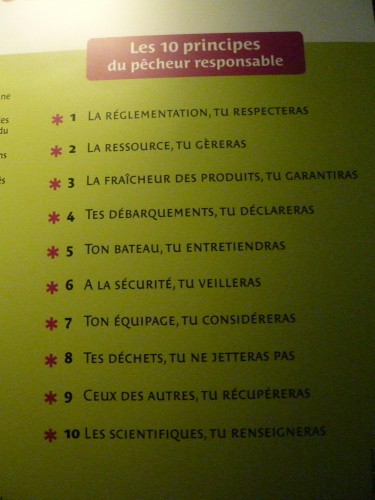 Les 10 principes
du pêcheur responsable
* 1 LA RÉGLEMENTATION, TU RESPECTERAS
* 2 LA RESSOURCE, TU GÈRERAS
* 3 LA FRAÎCHEUR DES PRODUITS, TU GARANTIRAS
* 4 TES DÉBARQUEMENTS, TU DÉCLARERAS
* 5 TON BATEAU, TU ENTRETIENDRAS
* 6 A LA SÉCURITÉ, TU VEILLERAS
* 7 TON ÉQUIPAGE, TU CONSIDÉRERAS
* 8 TES DÉCHETS, TU NE JETTERAS PAS
* 9 CEUX DES AUTRES, TU RÉCUPÉRERAS
* 10 LES SCIENTIFIQUES, TU RENSEIGNERAS